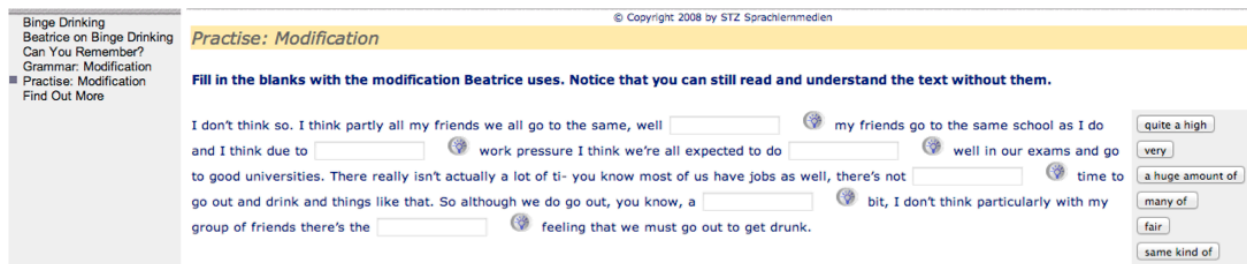 Binge Drinking
Beatrice on Binge Drinking
Can You Remember?
Grammar: Modification
Practise: Modification
Find Out More
© Copyright 2008 by STZ Sprachlernmedien
Practise: Modification
Fill in the blanks with the modification Beatrice uses. Notice that you can still read and understand the text without them.
I don't think so. I think partly all my friends we all go to the same, well my friends go to the same school as I do
and I think due to work pressure I think we're all expected to do well in our exams and go
to good universities. There really isn't actually a lot of ti- you know most of us have jobs as well, there's not time to
go out and drink and things like that. So although we do go out, you know, a bit, I don't think particularly with my
group of friends there's the feeling that we must go out to get drunk.
quite a high
very
a huge amount of
many of
fair
same kind of